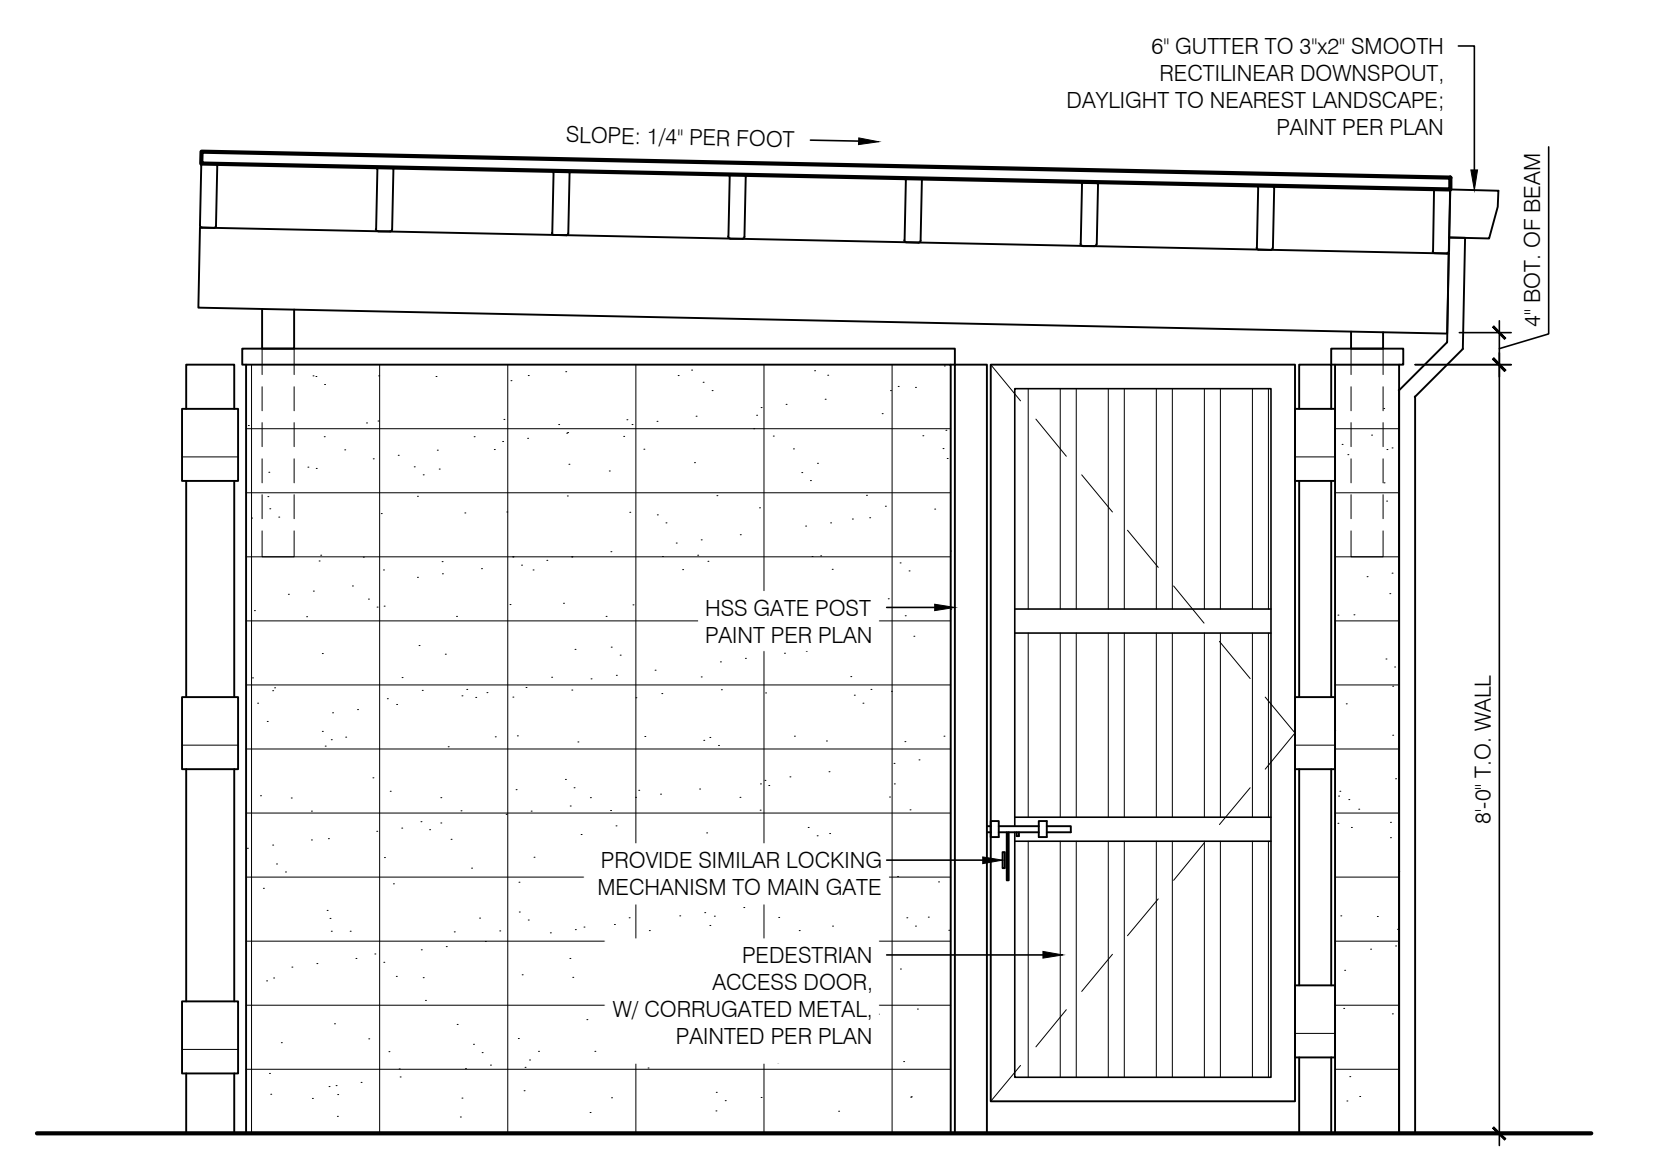 6" GUTTER TO 3"x2" SMOOTH
RECTILINEAR DOWNSPOUT,
DAYLIGHT TO NEAREST LANDSCAPE;
PAINT PER PLAN
SLOPE: 1/4" PER FOOT
4" BOT. OF BEAM
HSS GATE POST
PAINT PER PLAN
8'-0" T.O. WALL
PROVIDE SIMILAR LOCKING
MECHANISM TO MAIN GATE
PEDESTRIAN
ACCESS DOOR,
W/ CORRUGATED METAL,
PAINTED PER PLAN